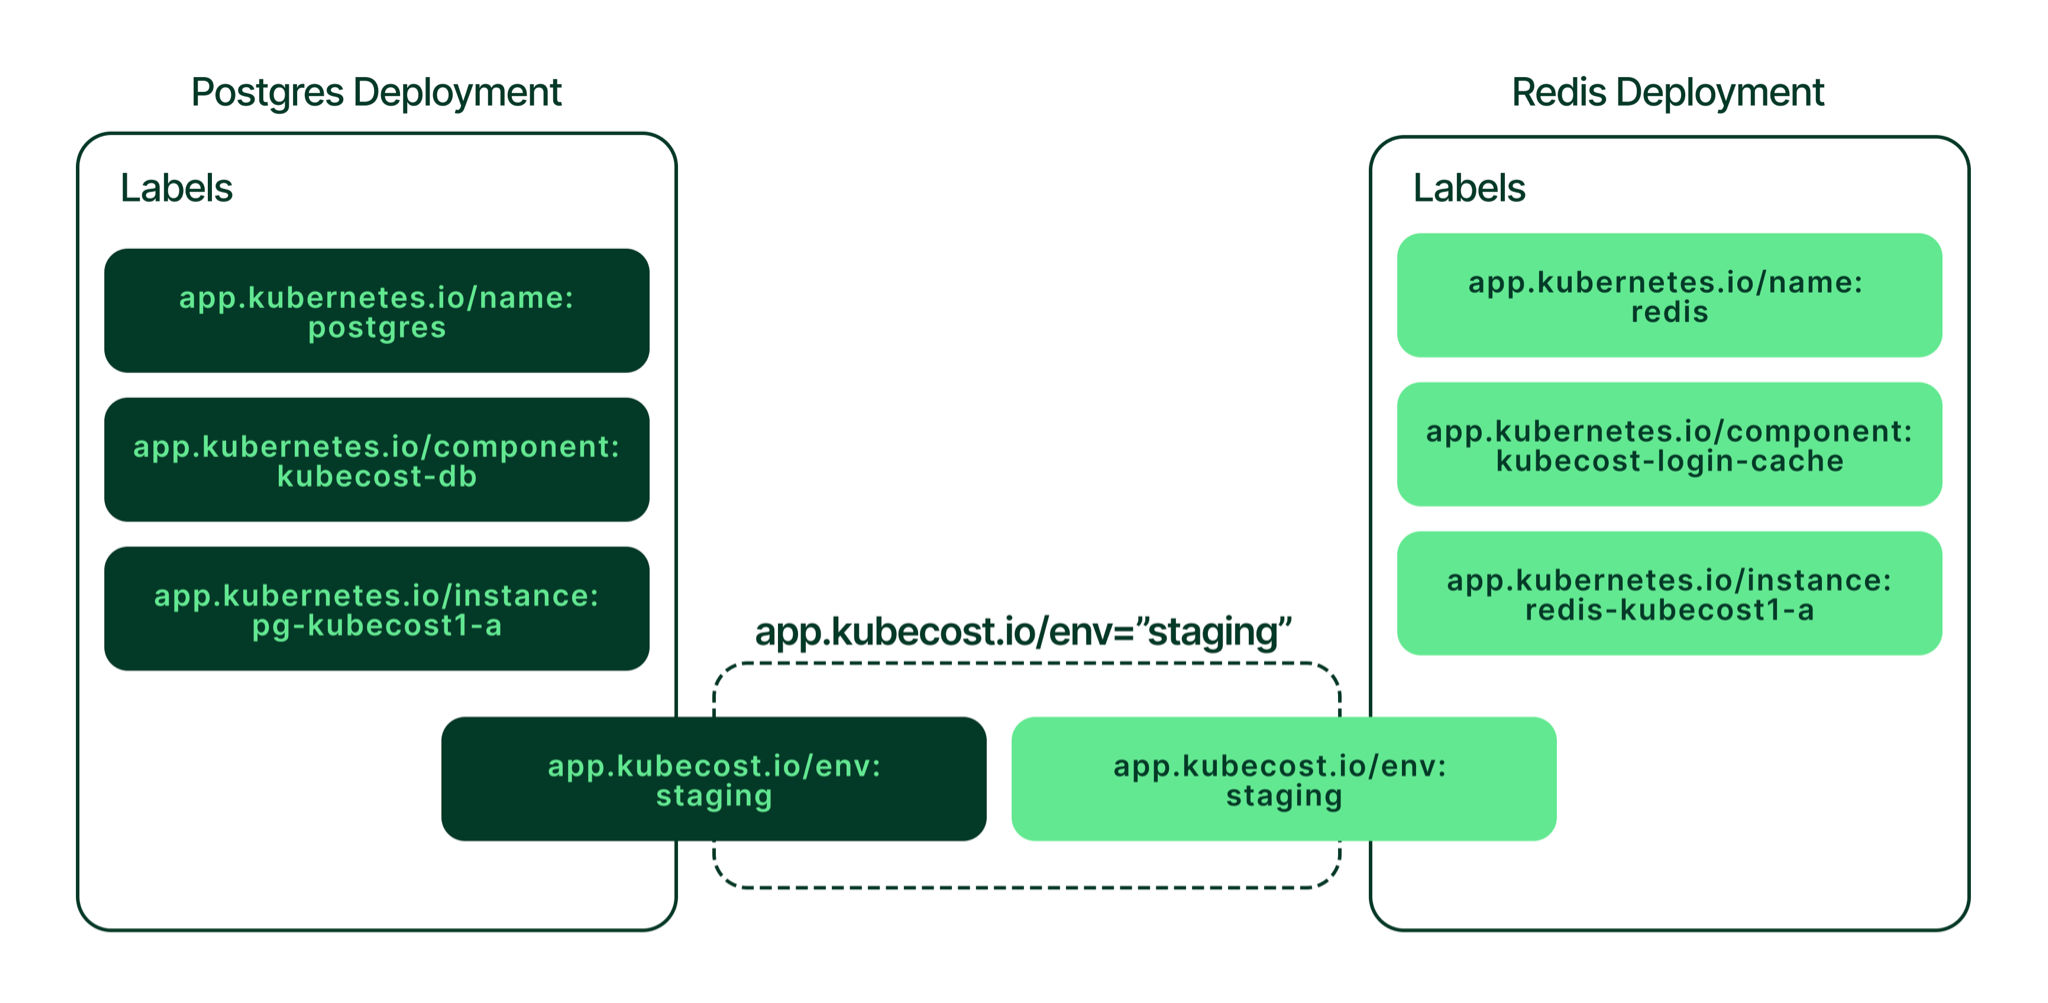 Postgres Deployment
Labels
app.kubernetes.io/name:
postgres
app.kubernetes.io/component:
kubecost-db
app.kubernetes.io/instance:
pg-kubecost1-a
app.kubecost.io/env=”staging”
app.kubecost.io/env:
staging
app.kubecost.io/env:
staging
Redis Deployment
Labels
app.kubernetes.io/name:
redis
app.kubernetes.io/component:
kubecost-login-cache
app.kubernetes.io/instance:
redis-kubecost1-a